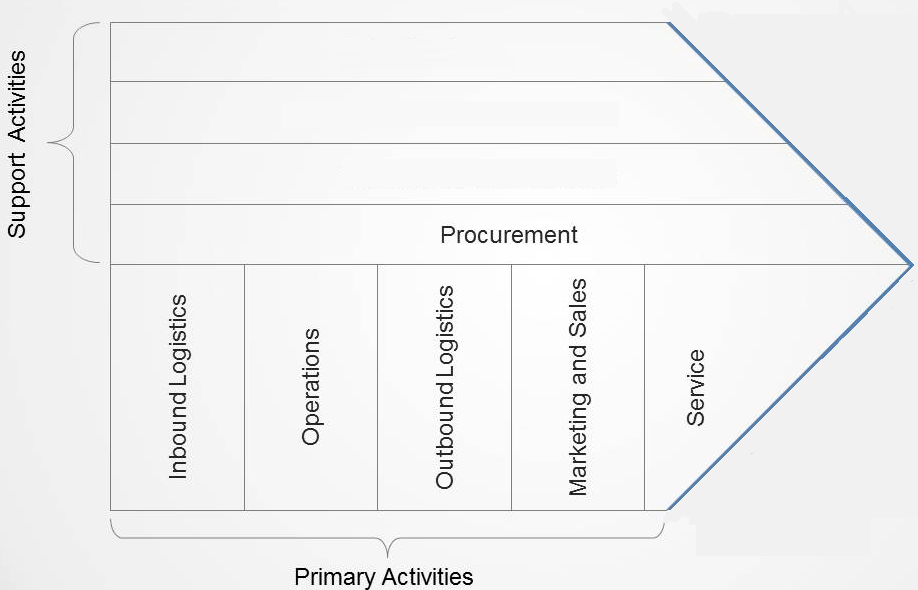 Support Activities
Procurement
Inbound Logistics
Operations
Outbound Logistics
Marketing and Sales
Service
Primary Activities